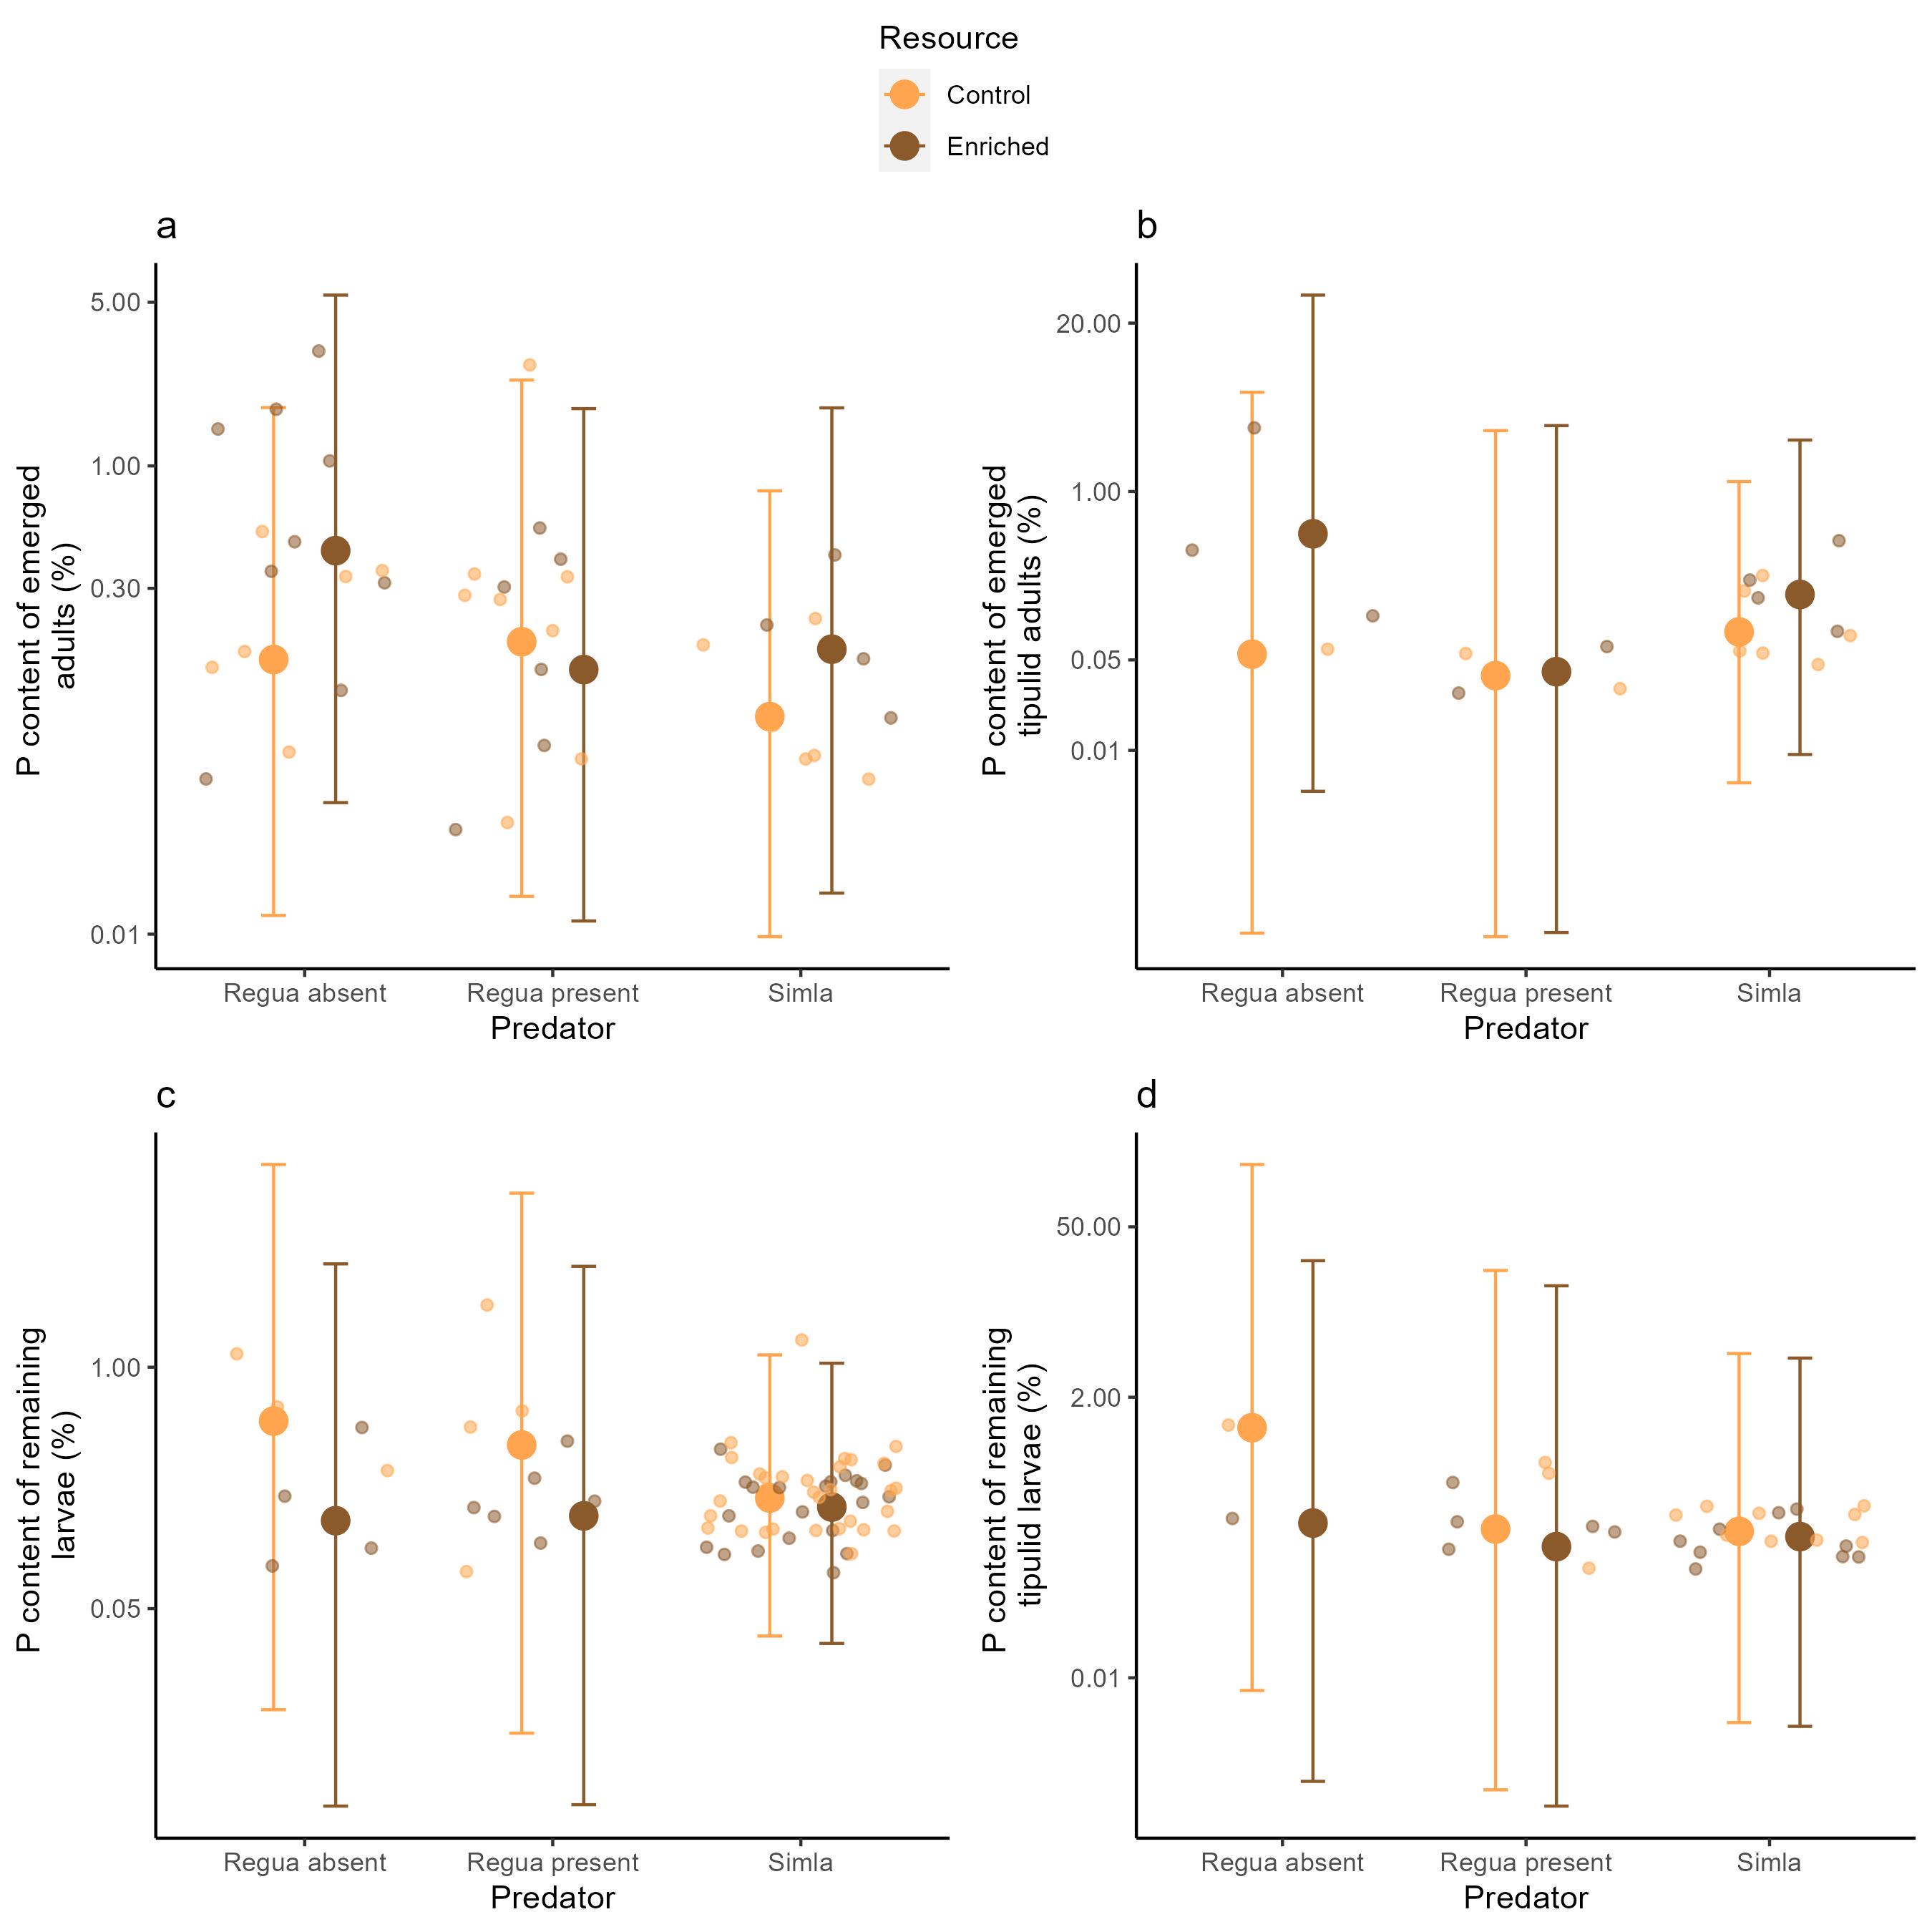 Resource
Control
Enriched
a
P content of emerged
adults (%)
5.00
1.00
0.30
0.01
Regua absent
Regua present
Simla
Predator
b
P content of emerged
tipulid adults (%)
20.00
1.00
0.05
0.01
Regua absent
Regua present
Simla
Predator
c
P content of remaining
larvae (%)
1.00
0.05
Regua absent
Regua present
Simla
Predator
d
P content of remaining
tipulid larvae (%)
50.00
2.00
0.01
Regua absent
Regua present
Simla
Predator